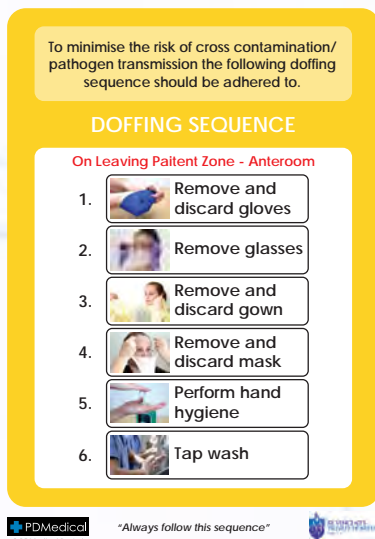 To minimise the risk of cross contamination/
pathogen transmission the following doffing
sequence should be adhered to.
DOFFING SEQUENCE
On Leaving Paitent Zone - Anteroom
1. Remove and
discard gloves
2. Remove glasses
3. Remove and
discard gown
4. Remove and
discard mask
5. Perform hand
hygiene
6. Tap wash
PDMedical
"Always follow this sequence"
ST VINCENT'S